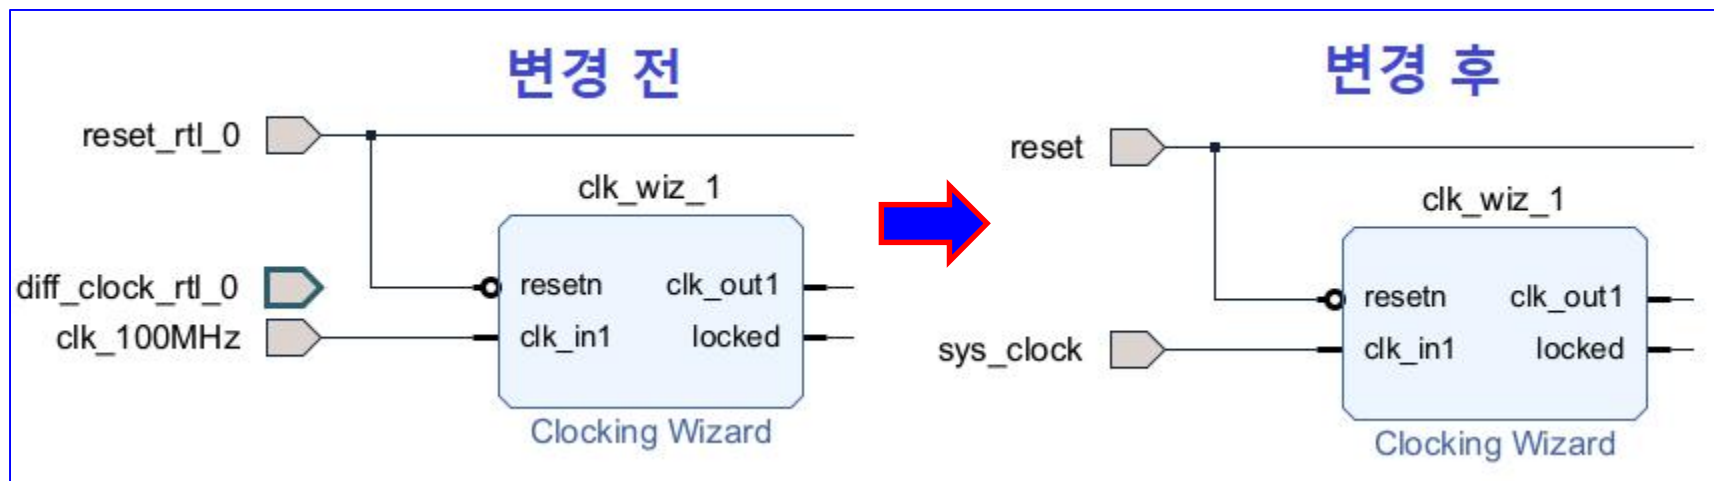 변경 전
reset_rtl_0
clk_wiz_1
diff_clock_rtl_0
resetn
clk_out1
clk_100MHz
clk_in1
locked
Clocking Wizard
변경 후
reset
clk_wiz_1
resetn
clk_out1
sys_clock
clk_in1
locked
Clocking Wizard